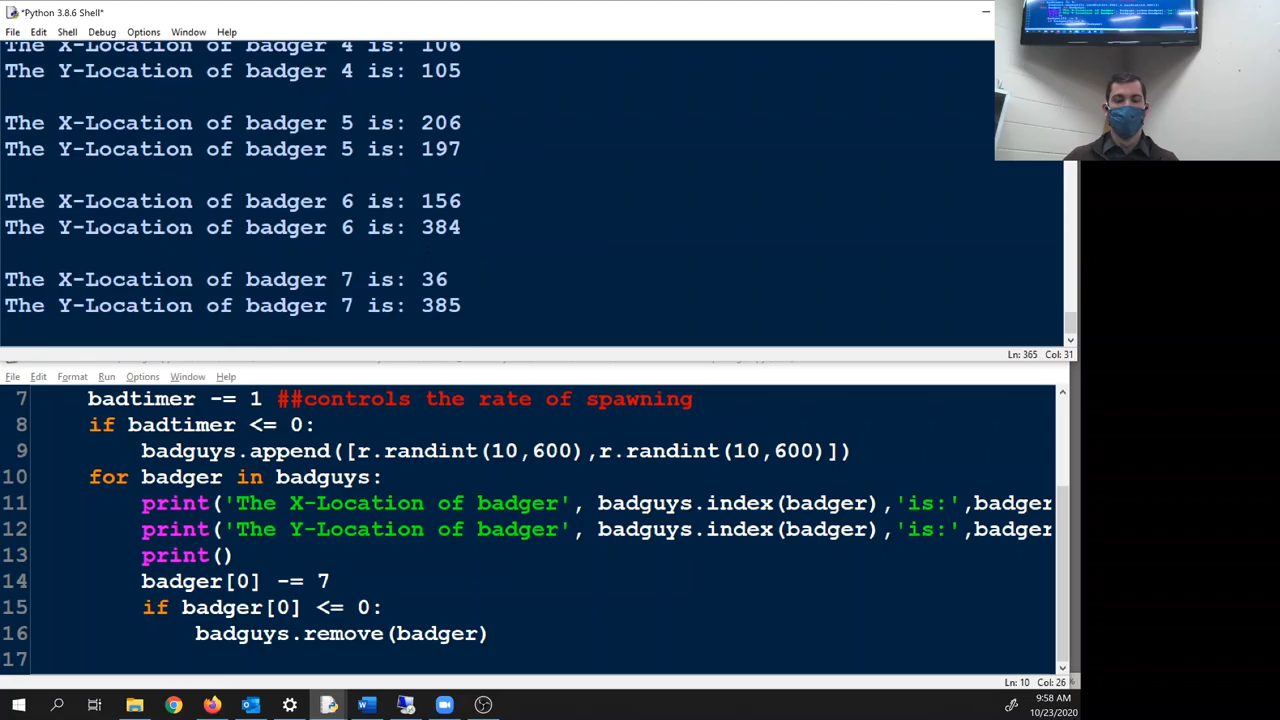 *Python 3.8.6 Shell*
File Edit Shell Debug Options Window Help
The X-Location of badger 4 is: 106
The Y-Location of badger 4 is: 105
The X-Location of badger 5 is: 206
The Y-Location of badger 5 is: 197
The X-Location of badger 6 is: 156
The Y-Location of badger 6 is: 384
The X-Location of badger 7 is: 36
The Y-Location of badger 7 is: 385
Ln: 365 Col: 31
File Edit Format Run Options Window Help
7 badtimer -= 1 ##controls the rate of spawning
8 if badtimer <= 0:
9 badguys.append([r.randint(10,600),r.randint(10,600)])
10 for badger in badguys:
11 print('The X-Location of badger', badguys.index(badger),'is:',badger
12 print('The Y-Location of badger', badguys.index(badger),'is:',badger
13 print()
14 badger[0] -= 7
15 if badger[0] <= 0:
16 badguys.remove(badger)
17
Ln: 10 Col: 26
9:58 AM
10/23/2020